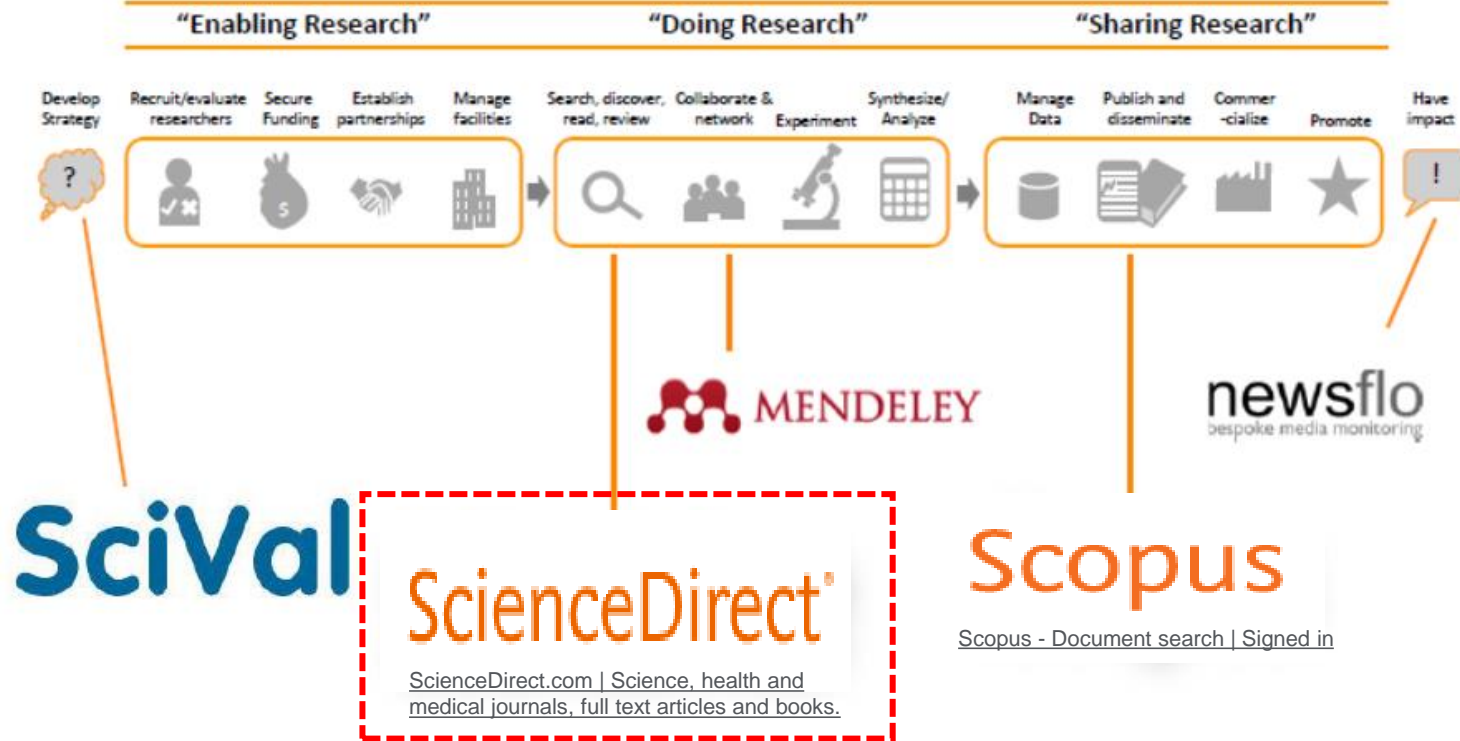 “Enabling Research”
“Doing Research”
“Sharing Research”
Develop
Strategy
Recruit/evaluate
researchers
Secure
Funding
Establish
partnerships
Manage
facilities
Search, discover,
read, review
Collaborate &
network
Experiment
Synthesize/
Analyze
Manage
Data
Publish and
disseminate
Commer
-cialize
Promote
Have
impact
?
$
!
MENDELEY
newsflo
bespoke media monitoring
SciVal
ScienceDirect®
ScienceDirect.com | Science, health and
medical journals, full text articles and books.
Scopus
Scopus - Document search | Signed in